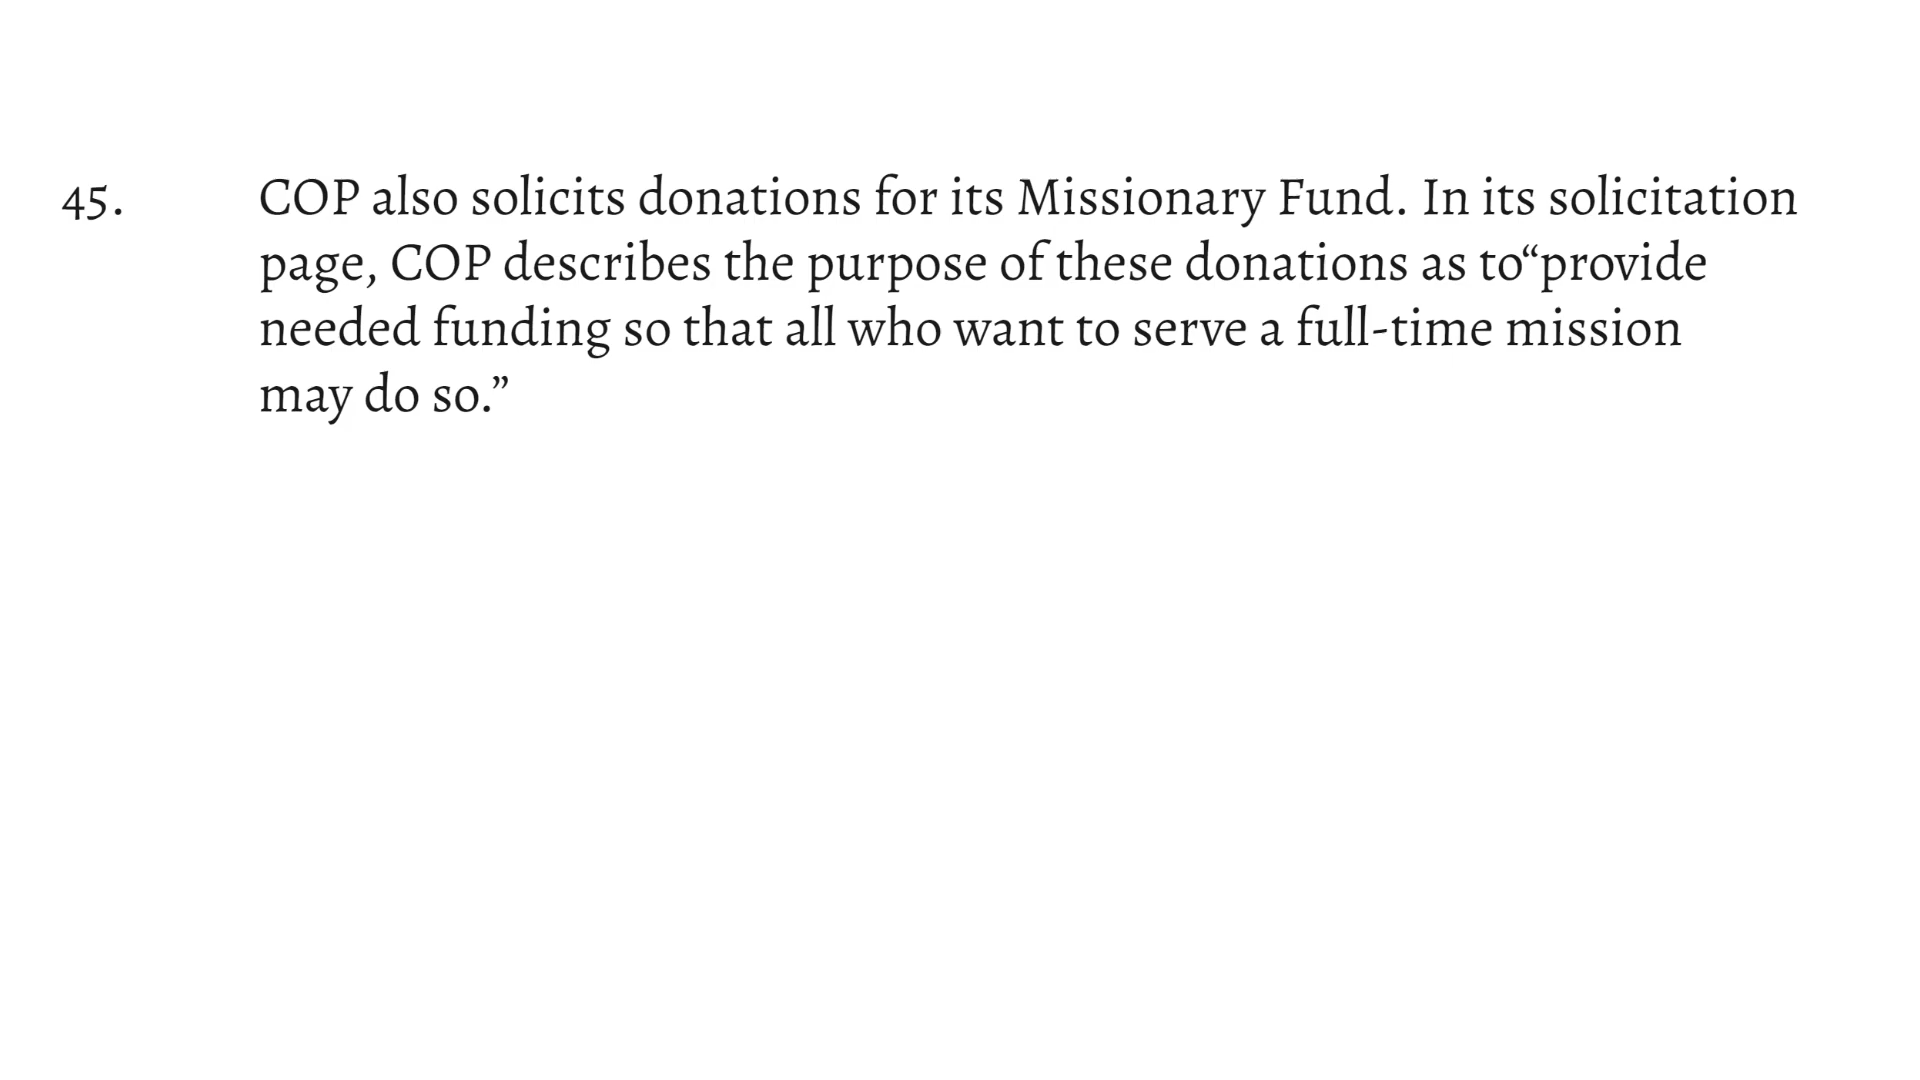 45. COP also solicits donations for its Missionary Fund. In its solicitation
page, COP describes the purpose of these donations as to“provide
needed funding so that all who want to serve a full-time mission
may do so.”